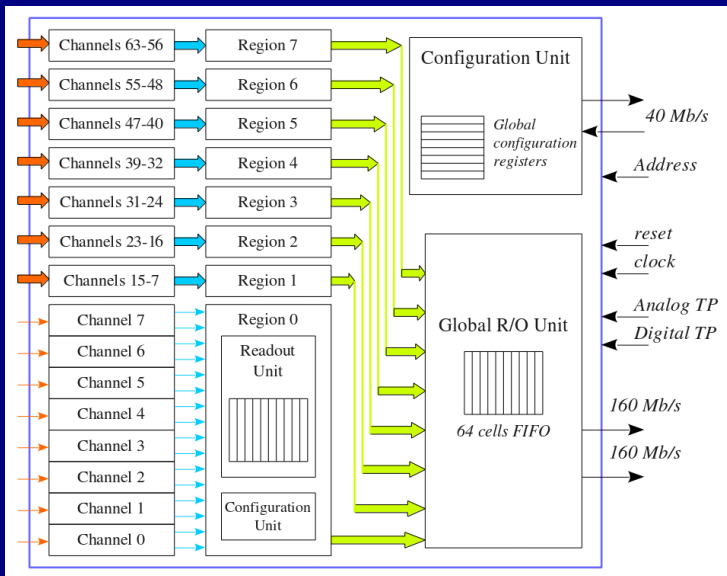 Channels 63-56
Region 7
Channels 55-48
Region 6
Channels 47-40
Region 5
Channels 39-32
Region 4
Channels 31-24
Region 3
Channels 23-16
Region 2
Channels 15-7
Region 1
Channel 7
Channel 6
Channel 5
Channel 4
Channel 3
Channel 2
Channel 1
Channel 0
Region 0
Readout
Unit
Configuration
Unit
Configuration Unit
Global
configuration
registers
Global R/O Unit
64 cells FIFO
40 Mb/s
Address
reset
clock
Analog TP
Digital TP
160 Mb/s
160 Mb/s